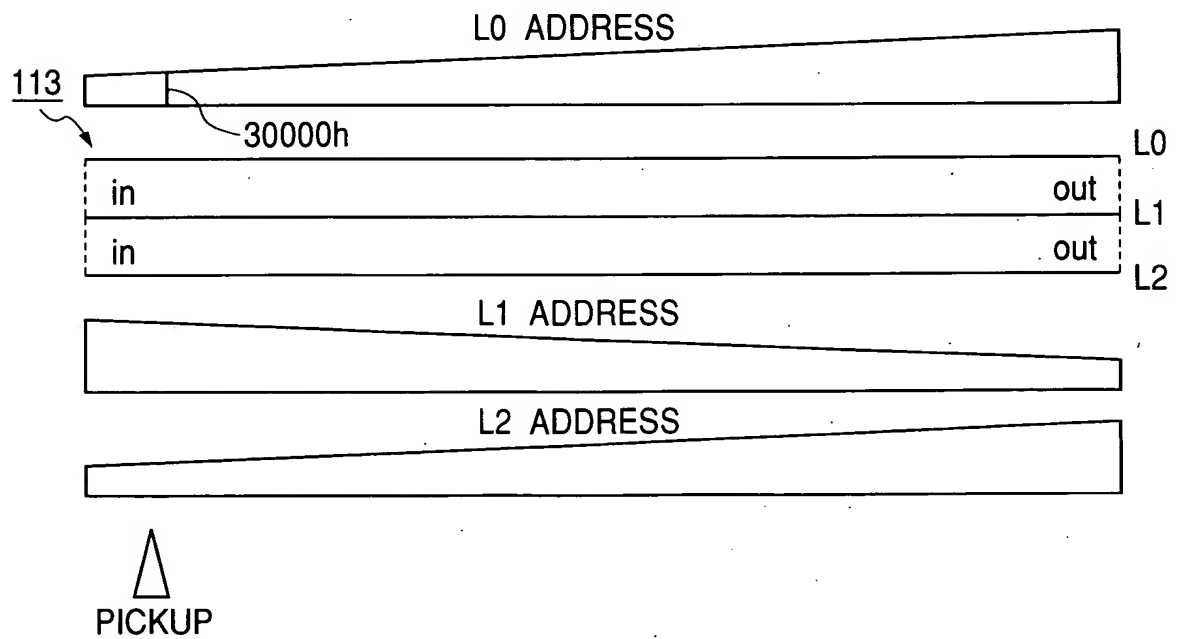 L0 ADDRESS
113
30000h
L0
in out
L1
in out
L2
L1 ADDRESS
L2 ADDRESS
PICKUP